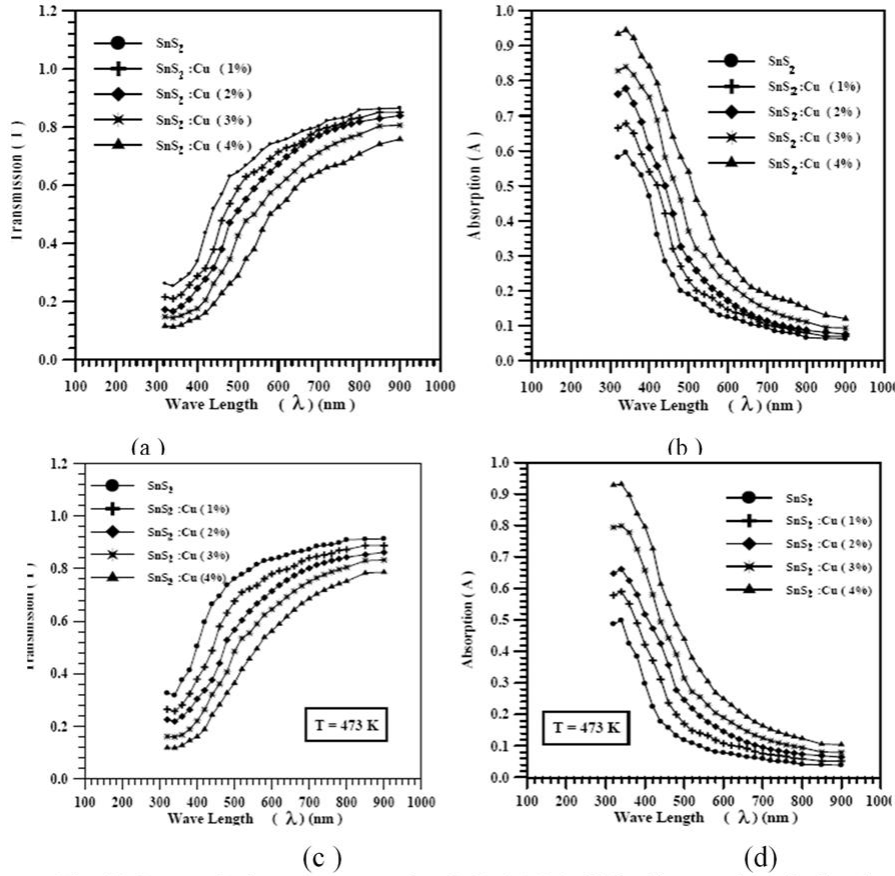 1.2
1.0
0.8
0.6
0.4
0.2
0.0
Transmission ( T )
SnS2
SnS2 :Cu ( 1%)
SnS2 :Cu ( 2%)
SnS2 :Cu ( 3%)
SnS2 :Cu ( 4%)
100 200 300 400 500 600 700 800 900 1000
Wave Length ( λ ) (nm )
(a )
1.0
0.9
0.8
0.7
0.6
0.5
0.4
0.3
0.2
0.1
0.0
Absorption ( A )
SnS2
SnS2:Cu ( 1%)
SnS2:Cu ( 2%)
SnS2:Cu ( 3%)
SnS2:Cu ( 4%)
100 200 300 400 500 600 700 800 900 1000
Wave Length ( λ ) (nm )
(b )
1.2
1.0
0.8
0.6
0.4
0.2
0.0
SnS2
SnS2 :Cu ( 1%)
SnS2 :Cu ( 2%)
SnS2 :Cu ( 3%)
SnS2 :Cu ( 4%)
T = 473 K
100 200 300 400 500 600 700 800 900 1000
Wave Length ( λ ) (nm )
(c )
1.0
0.9
0.8
0.7
0.6
0.5
0.4
0.3
0.2
0.1
0.0
Absorption ( A )
SnS2
SnS2 :Cu ( 1%)
SnS2 :Cu ( 2%)
SnS2 :Cu ( 3%)
SnS2 :Cu ( 4%)
T = 473 K
100 200 300 400 500 600 700 800 900 1000
Wave Length ( λ ) (nm )
(d)